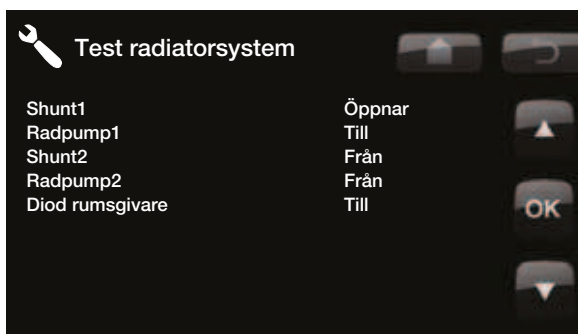 Test radiatorsystem
Shunt1 Öppnar
Radpump1 Till
Shunt2 Från
Radpump2 Från
Diod rumsgivare Till
OK